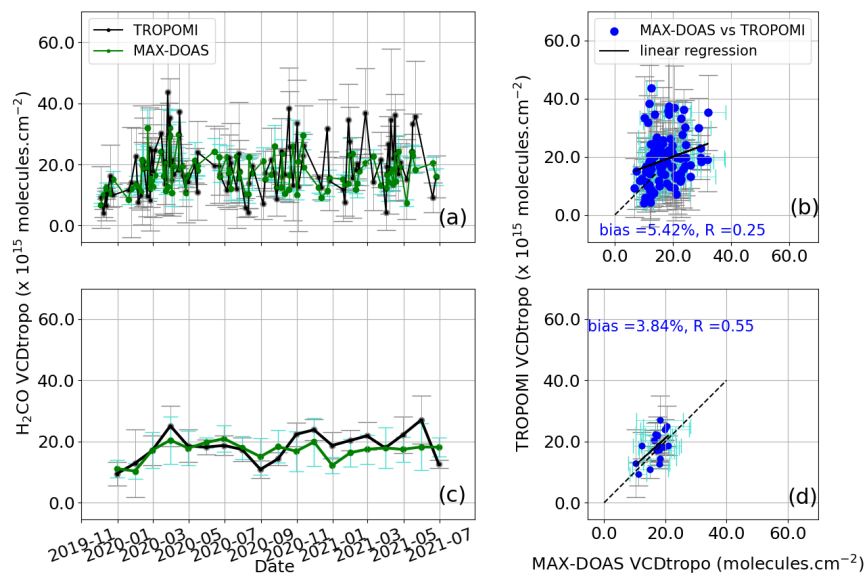 60.0
40.0
20.0
0.0
TROPOMI
MAX-DOAS
(a)
60.0
40.0
20.0
0.0
MAX-DOAS vs TROPOMI
linear regression
(b)
bias =5.42%, R =0.25
0.0 20.0 40.0 60.0
H₂CO VCDtropo (x 10¹⁵ molecules.cm⁻²)
TROPOMI VCDtropo (x 10¹⁵ molecules.cm⁻²)
60.0
40.0
20.0
0.0
(c)
2019-11
2020-01
2020-03
2020-05
2020-07
2020-09
2020-11
2021-01
2021-03
2021-05
2021-07
Date
60.0
40.0
20.0
0.0
bias =3.84%, R =0.55
(d)
0.0 20.0 40.0 60.0
MAX-DOAS VCDtropo (molecules.cm⁻²)